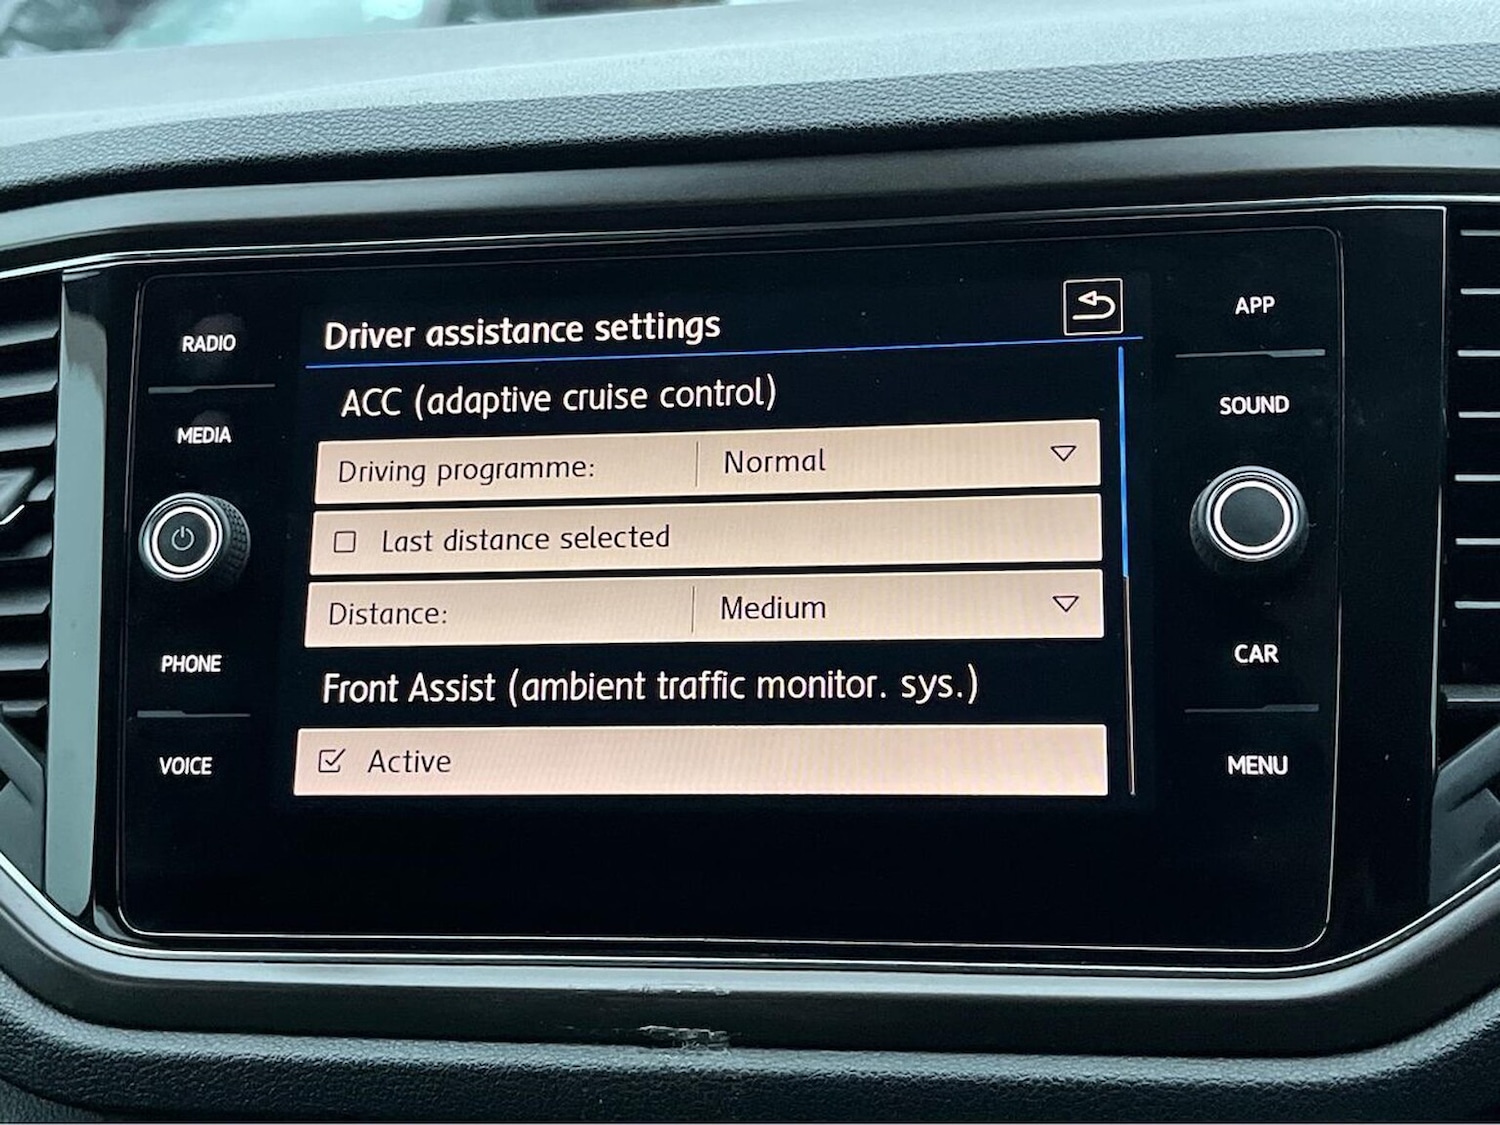 RADIO
MEDIA
PHONE
VOICE
Driver assistance settings
ACC (adaptive cruise control)
Driving programme: Normal
Last distance selected
Distance: Medium
Front Assist (ambient traffic monitor. sys.)
Active
APP
SOUND
CAR
MENU